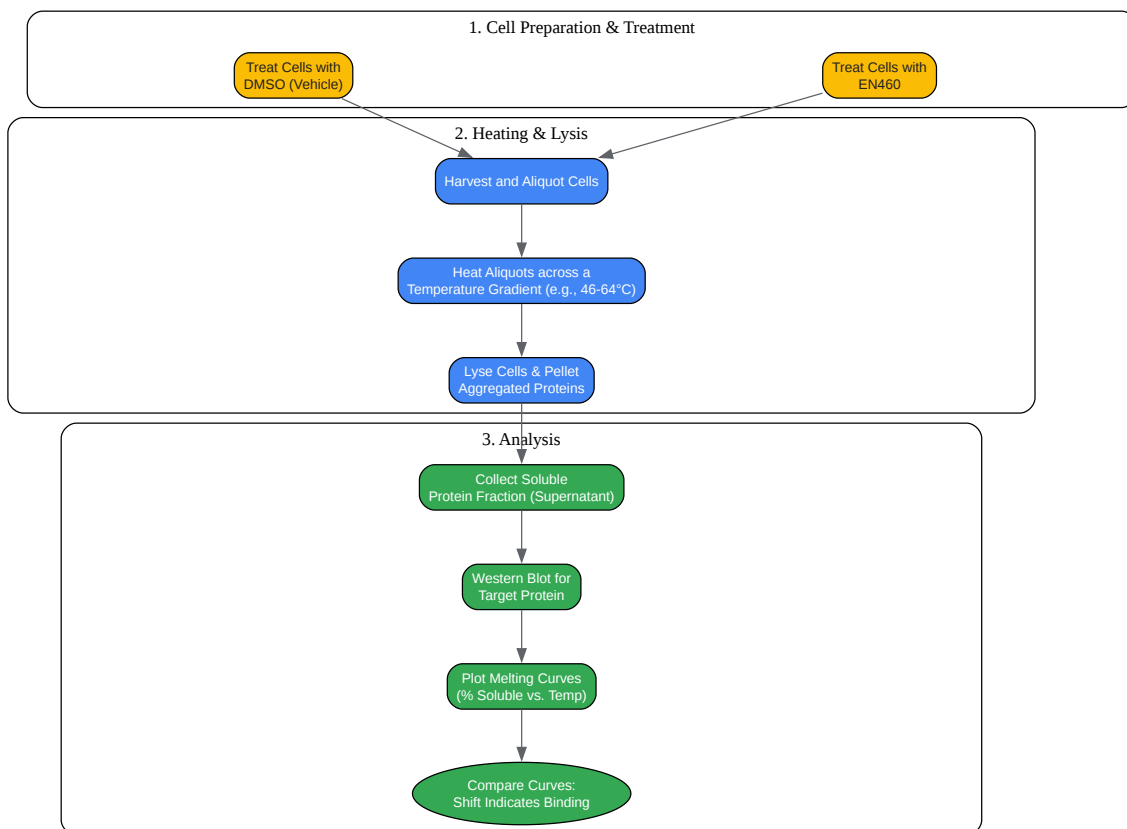 1. Cell Preparation & Treatment
Treat Cells with
DMSO (Vehicle)
Treat Cells with
EN460
2. Heating & Lysis
Harvest and Aliquot Cells
Heat Aliquots across a
Temperature Gradient (e.g., 46-64°C)
Lyse Cells & Pellet
Aggregated Proteins
3. Analysis
Collect Soluble
Protein Fraction (Supernatant)
Western Blot for
Target Protein
Plot Melting Curves
(% Soluble vs. Temp)
Compare Curves:
Shift Indicates Binding